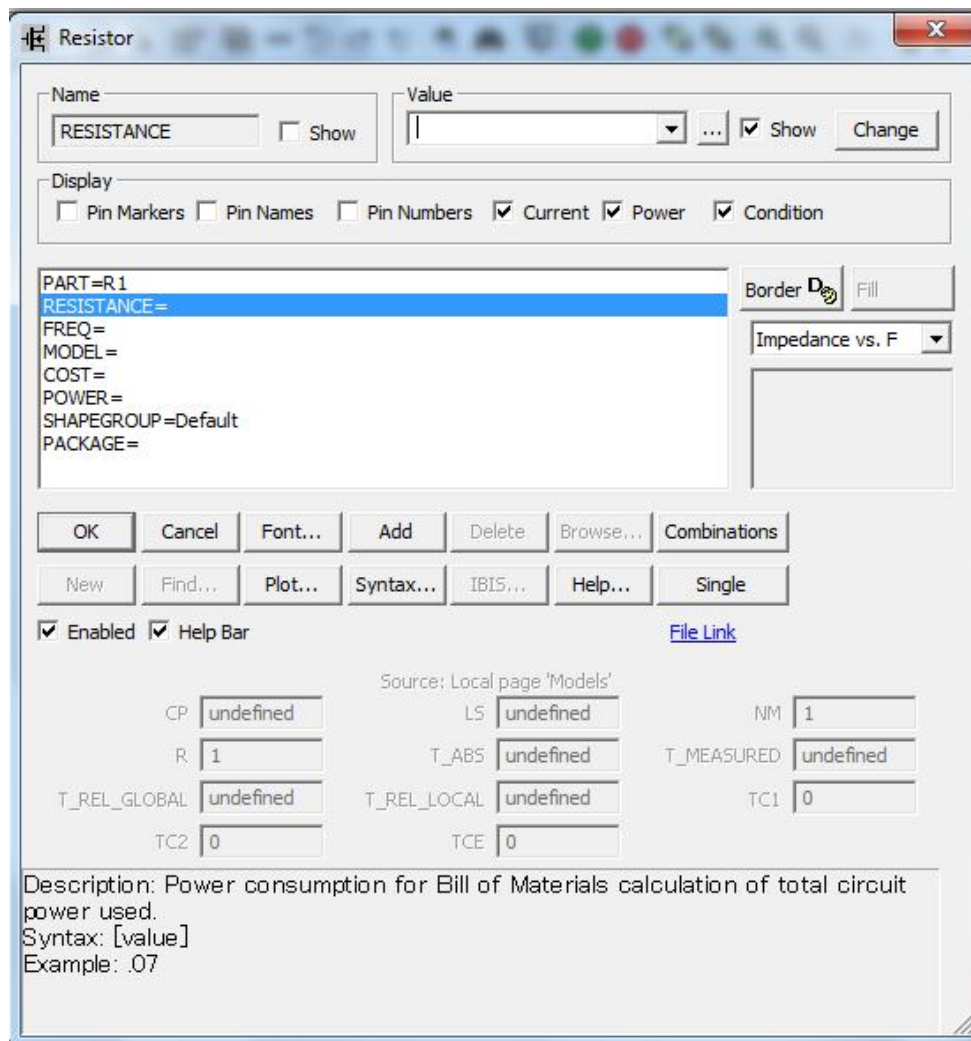 Resistor
X
Name
RESISTANCE
Show
Value
...
Show
Change
Display
Pin Markers
Pin Names
Pin Numbers
Current
Power
Condition
PART=R1
RESISTANCE=
FREQ=
MODEL=
COST=
POWER=
SHAPEGROUP=Default
PACKAGE=
Border D
Fill
Impedance vs. F
OK
Cancel
Font...
Add
Delete
Browse...
Combinations
New
Find...
Plot...
Syntax...
IBIS...
Help...
Single
Enabled
Help Bar
File Link
Source: Local page 'Models'
CP
undefined
LS
undefined
NM
1
R
1
T_ABS
undefined
T_MEASURED
undefined
T_REL_GLOBAL
undefined
T_REL_LOCAL
undefined
TC1
0
TC2
0
TCE
0
Description: Power consumption for Bill of Materials calculation of total circuit
power used.
Syntax: [value]
Example: .07